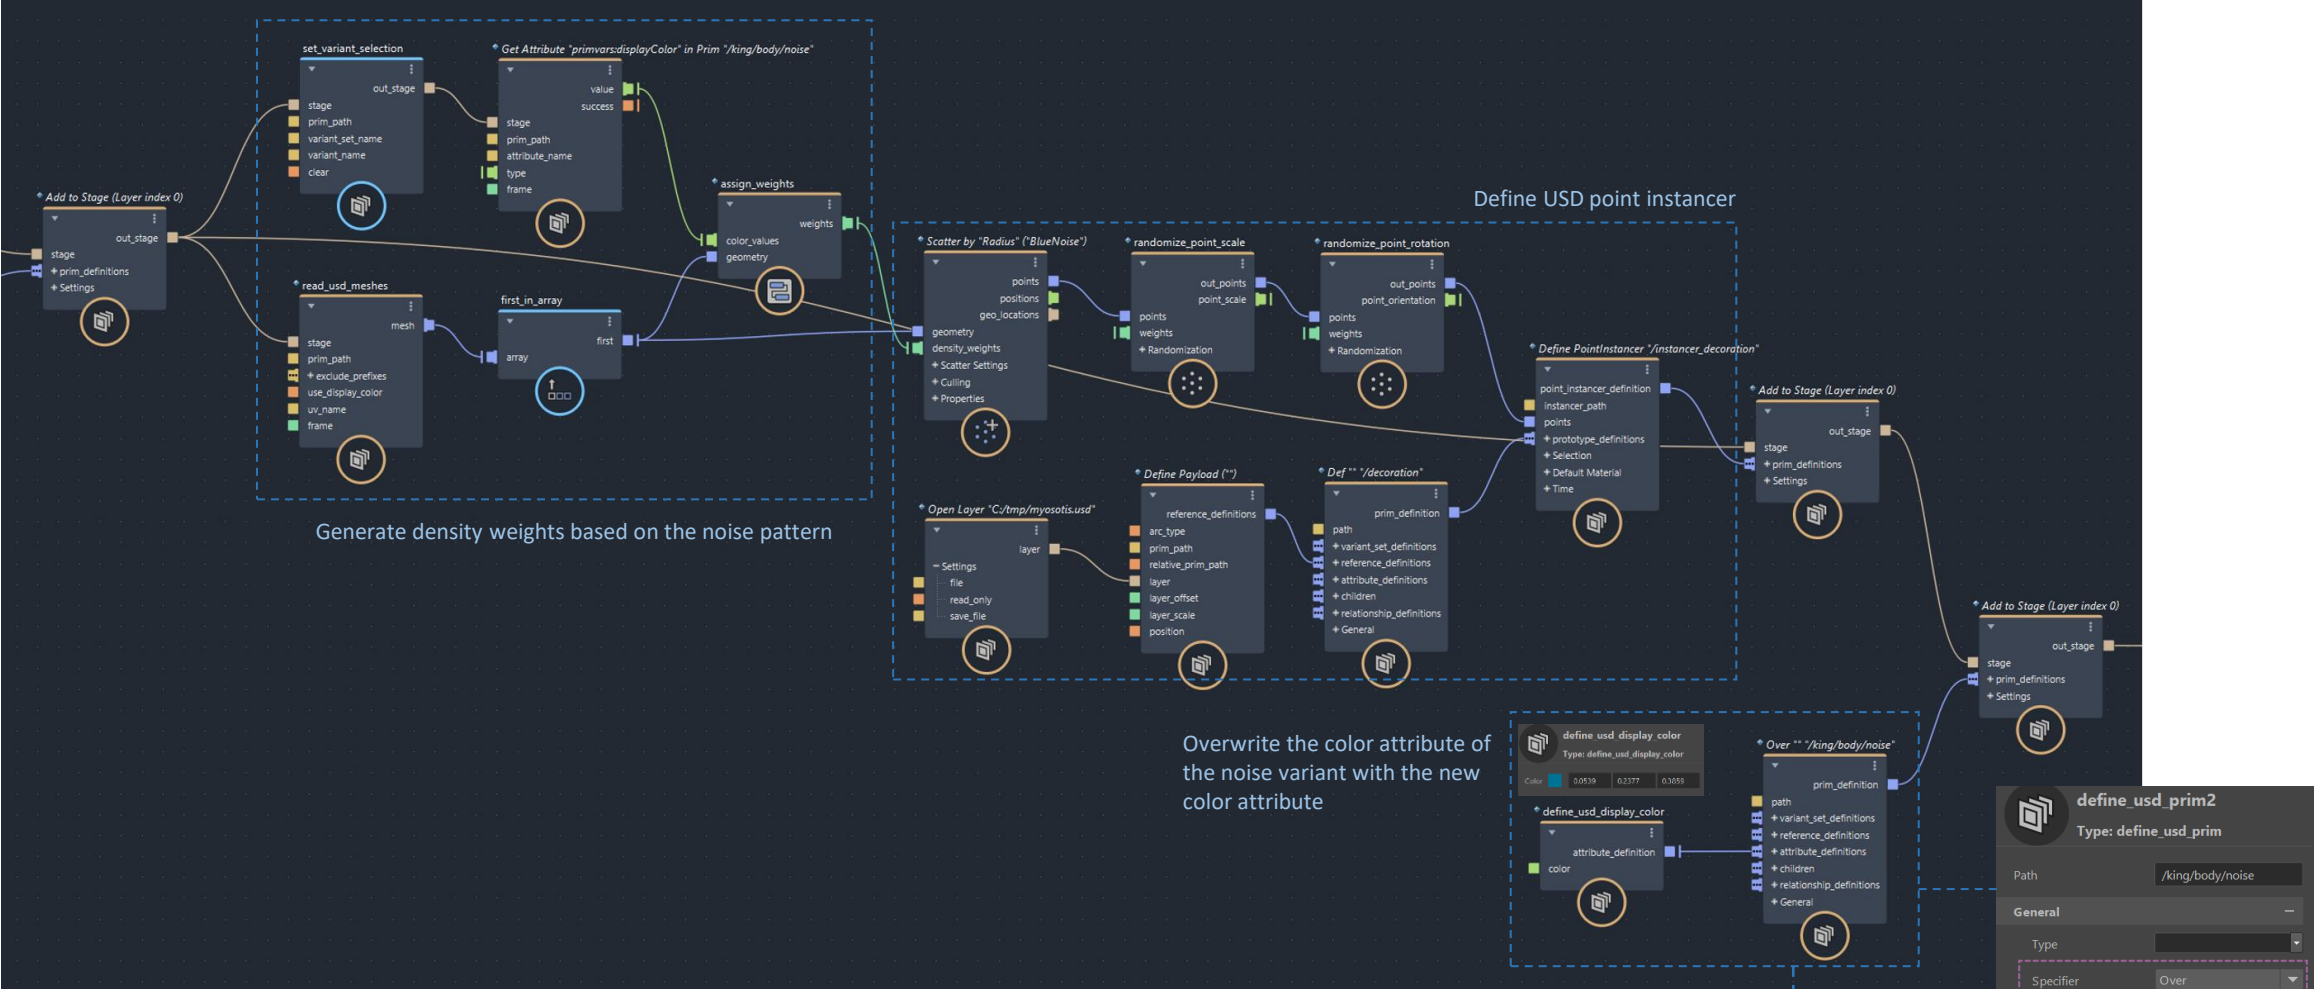 Add to Stage (Layer index 0)
out_stage
stage
+ prim_definitions
+ Settings
set_variant_selection
out_stage
stage
prim_path
variant_set_name
variant_name
clear
Get Attribute "primvars:displayColor" in Prim "/king/body/noise"
value
success
stage
prim_path
attribute_name
type
frame
read_usd_meshes
mesh
stage
prim_path
+ exclude_prefixes
use_display_color
uv_name
frame
first_in_array
first
array
assign_weights
weights
color_values
geometry
Generate density weights based on the noise pattern
Define USD point instancer
Scatter by "Radius" ("BlueNoise")
points
positions
geo_locations
geometry
density_weights
+ Scatter Settings
+ Culling
+ Properties
randomize_point_scale
out_points
point_scale
points
weights
+ Randomization
randomize_point_rotation
out_points
point_orientation
points
weights
+ Randomization
Define PointInstancer "/instancer_decoration"
point_instancer_definition
instancer_path
points
+ prototype_definitions
+ Selection
+ Default Material
+ Time
Open Layer "C:/tmp/myosotis.usd"
layer
− Settings
file
read_only
save_file
Define Payload ("")
reference_definitions
arc_type
prim_path
relative_prim_path
layer
layer_offset
layer_scale
position
Def "" "/decoration"
prim_definition
path
+ variant_set_definitions
+ reference_definitions
+ attribute_definitions
+ children
+ relationship_definitions
+ General
Add to Stage (Layer index 0)
out_stage
stage
+ prim_definitions
+ Settings
Add to Stage (Layer index 0)
out_stage
stage
+ prim_definitions
+ Settings
Overwrite the color attribute of
the noise variant with the new
color attribute
define_usd_display_color
Type: define_usd_display_color
Color 0.0539 0.2377 0.3059
define_usd_display_color
attribute_definition
color
Over "" "/king/body/noise"
prim_definition
path
+ variant_set_definitions
+ reference_definitions
+ attribute_definitions
+ children
+ relationship_definitions
+ General
define_usd_prim2
Type: define_usd_prim
Path /king/body/noise
General −
Type
Specifier Over